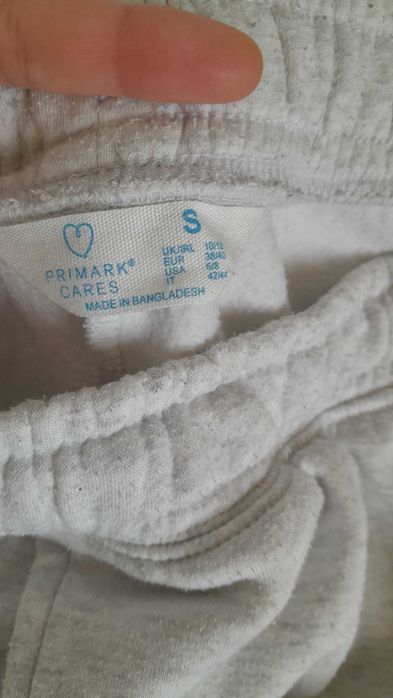 S
PRIMARK®
CARES
UK/IRL 10/12
EUR 38/40
USA 6/8
IT 42/44
MADE IN BANGLADESH